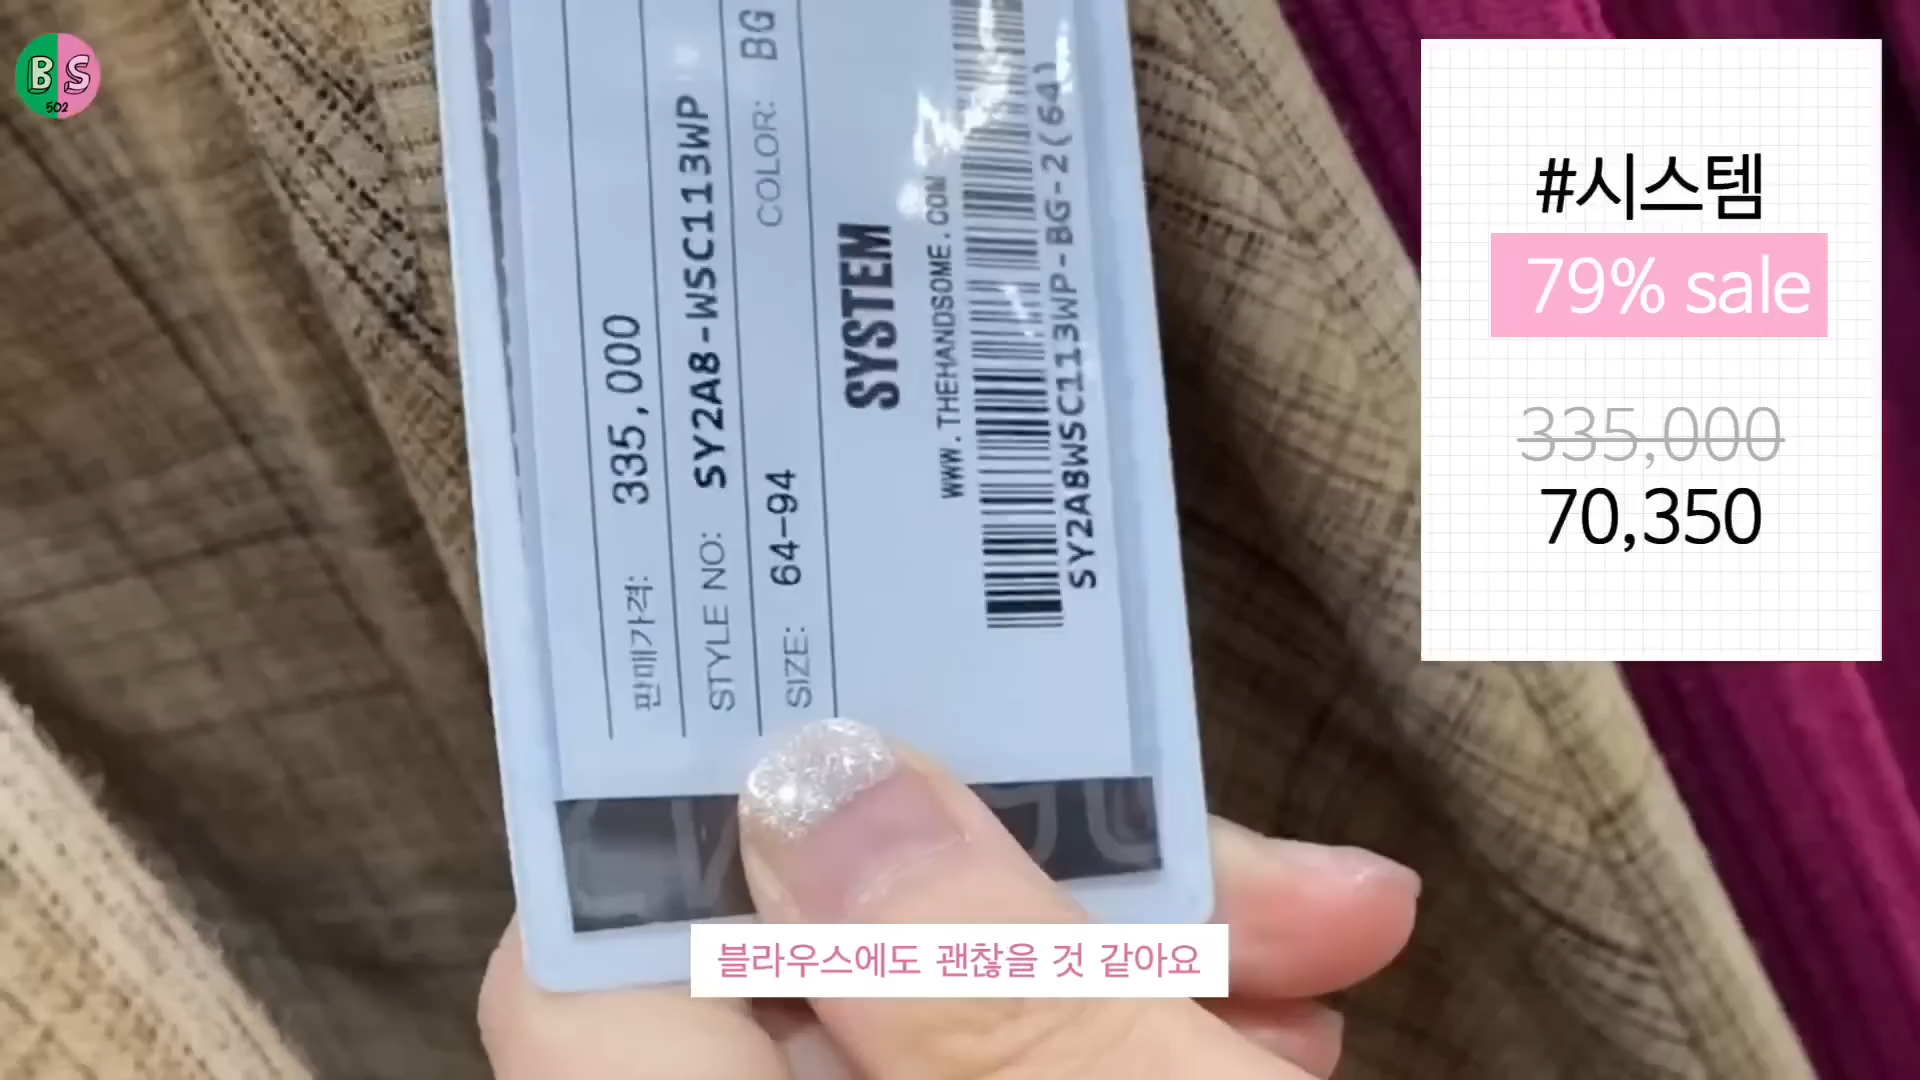 BS
502
판매가격: 335,000
STYLE NO: SY2A8-WSC113WP
SIZE: 64-94 COLOR: BG
SYSTEM
WWW.THEHANDSOME.COM
SY2A8WSC113WP-BG-2(64)
#시스템
79% sale
335,000
70,350
블라우스에도 괜찮을 것 같아요